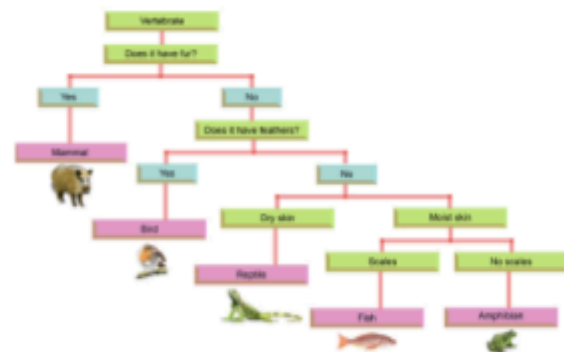 Vertebrate
Does it have fur?
Yes
No
Does it have feathers?
Mammal
Yes
No
Bird
Dry skin
Moist skin
Reptile
Scales
No scales
Fish
Amphibian